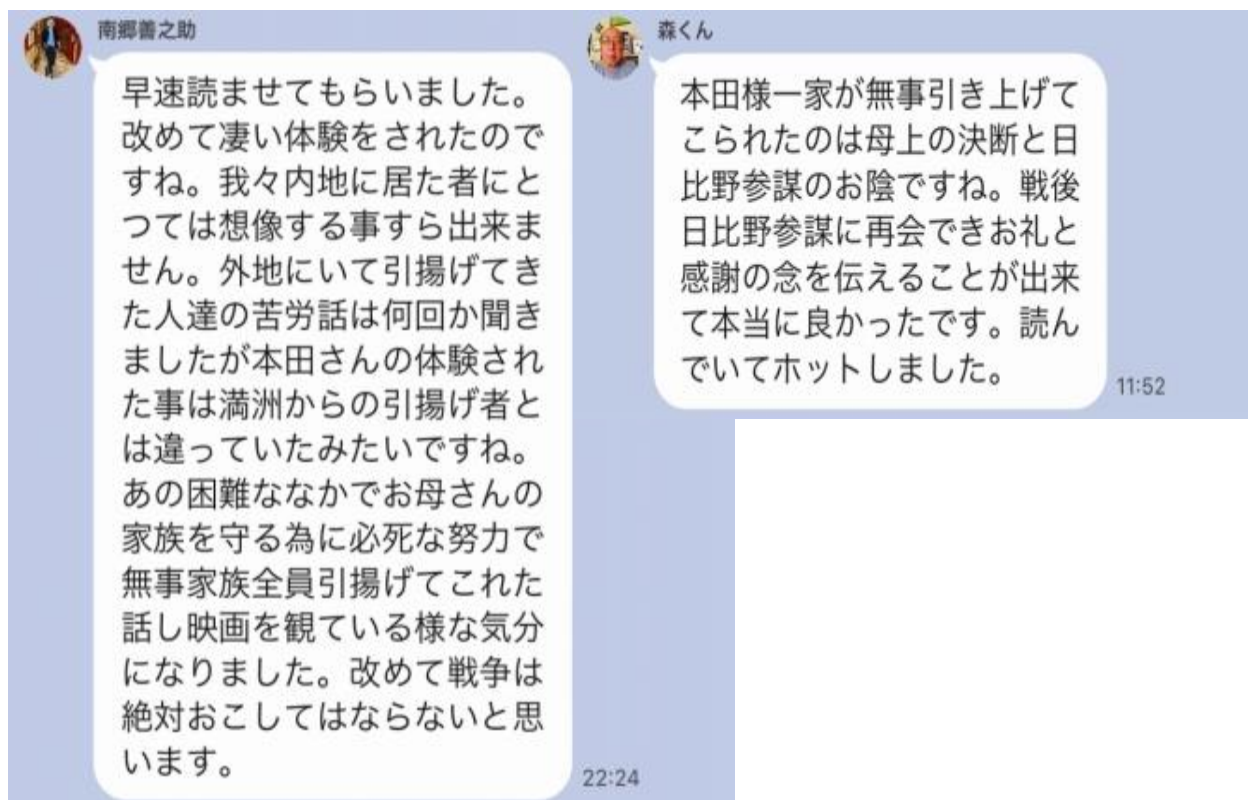 南郷善之助
早速読ませてもらいました。
改めて凄い体験をされたので
すね。我々内地に居た者にと
つては想像する事すら出来ま
せん。外地にいて引揚げてき
た人達の苦労話は何回か聞き
ましたが本田さんの体験され
た事は満洲からの引揚げ者と
は違っていたみたいですね。
あの困難ななかでお母さんの
家族を守る為に必死な努力で
無事家族全員引揚げてこれた
話し映画を観ている様な気分
になりました。改めて戦争は
絶対おこしてはならないと思
います。
22:24
森くん
本田様一家が無事引き上げて
こられたのは母上の決断と日
比野参謀のお陰ですね。戦後
日比野参謀に再会できお礼と
感謝の念を伝えることが出来
て本当に良かったです。読ん
でいてホットしました。
11:52